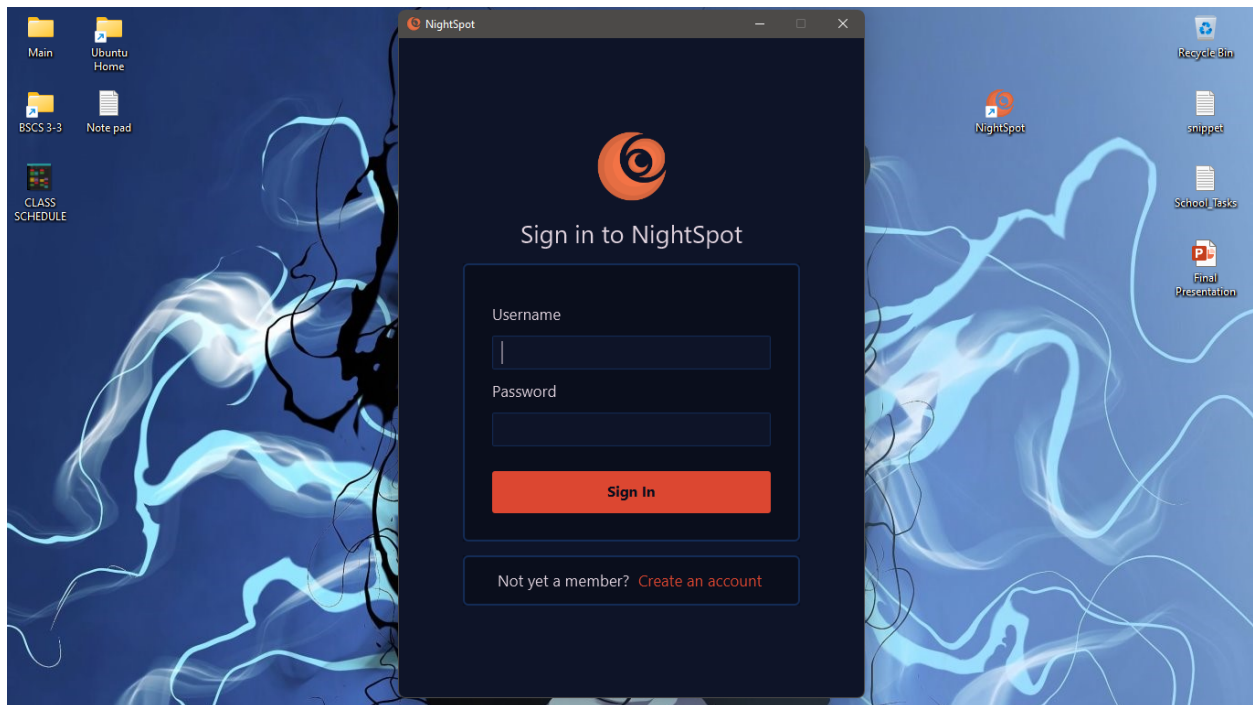 Main
Ubuntu
Home
BSCS 3-3
Note pad
CLASS
SCHEDULE
NightSpot
Sign in to NightSpot
Username
Password
Sign In
Not yet a member? Create an account
NightSpot
Recycle Bin
snippet
School_Tasks
P
Final
Presentation